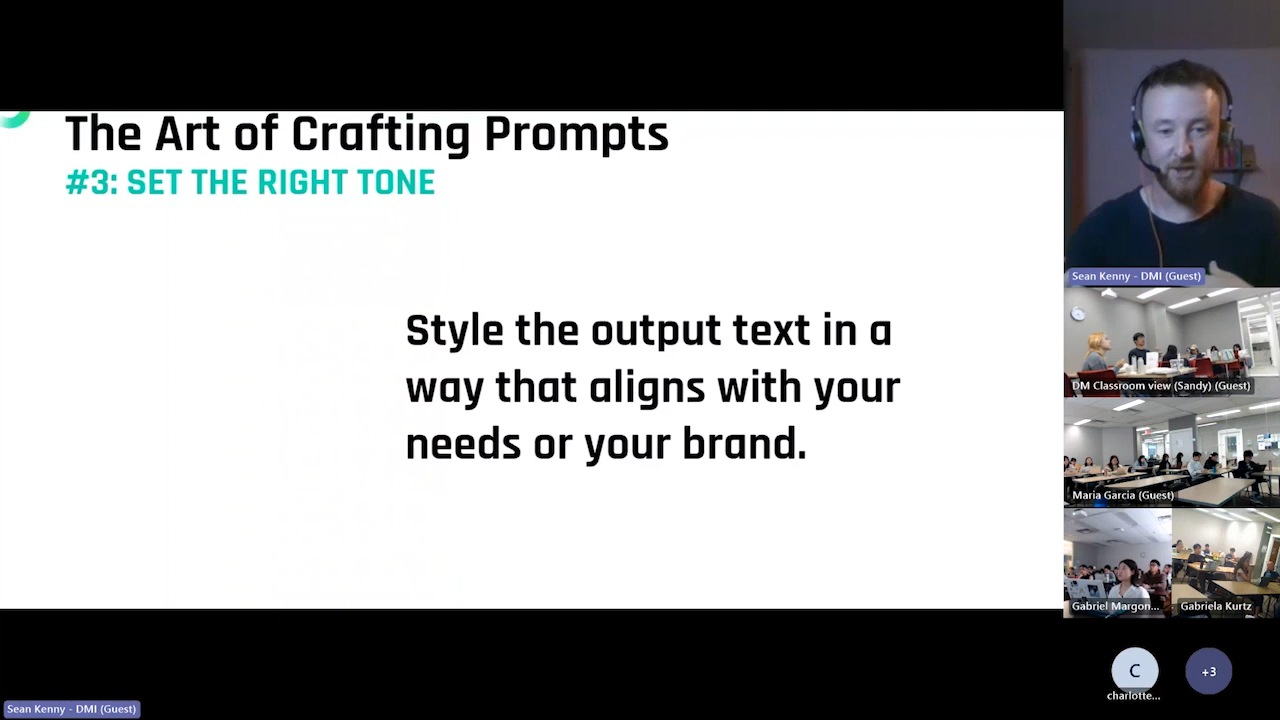 The Art of Crafting Prompts
#3: SET THE RIGHT TONE
Style the output text in a
way that aligns with your
needs or your brand.
Sean Kenny - DMI (Guest)
DM Classroom view (Sandy) (Guest)
Maria Garcia (Guest)
Gabriel Margon...
Gabriela Kurtz
C
charlotte...
+3
Sean Kenny - DMI (Guest)